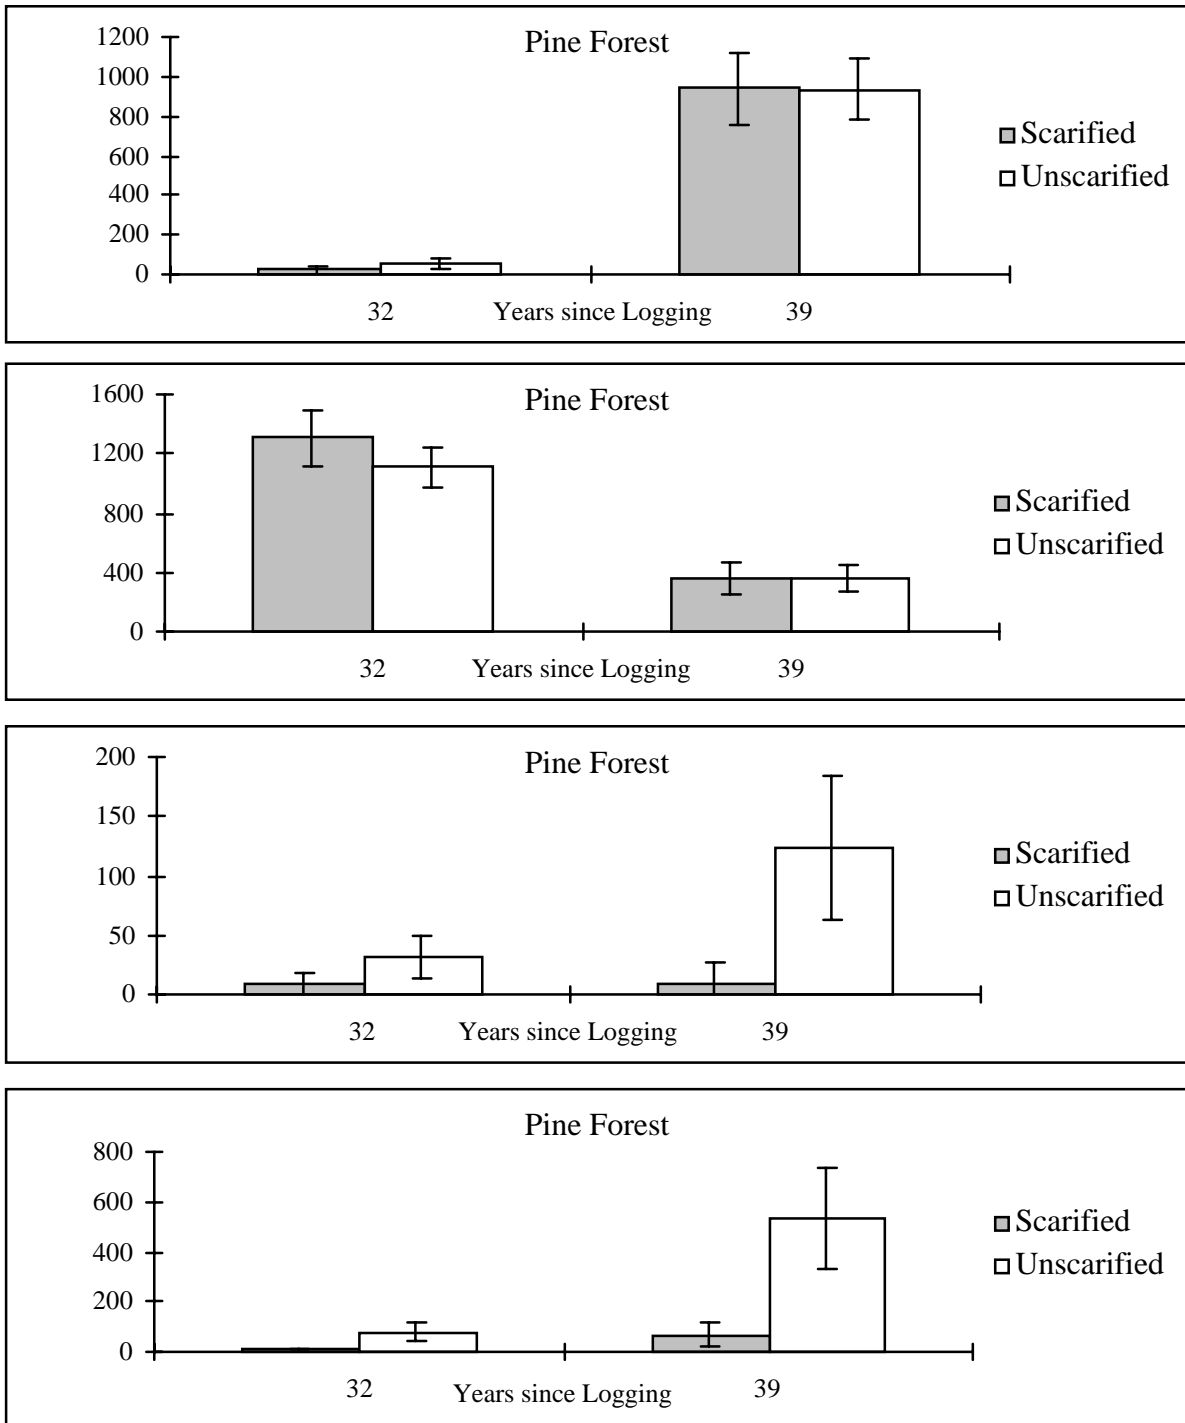 Pine Forest
1200
1000
800
600
400
200
0
Scarified
Unscarified
32 Years since Logging 39
Pine Forest
1600
1200
800
400
0
Scarified
Unscarified
32 Years since Logging 39
Pine Forest
200
150
100
50
0
Scarified
Unscarified
32 Years since Logging 39
Pine Forest
800
600
400
200
0
Scarified
Unscarified
32 Years since Logging 39